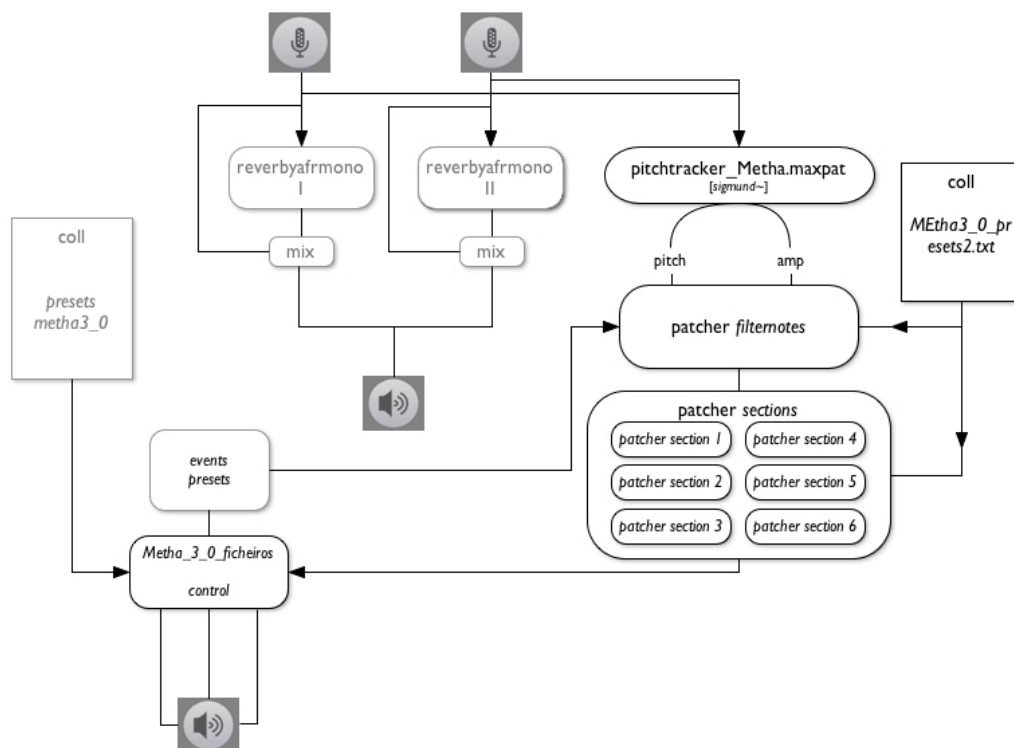 reverbyafrmono
I
reverbyafrmono
II
pitchtracker_Metha.maxpat
[sigmund~]
coll
MEtha3_0_pr
esets2.txt
coll
presets
metha3_0
mix
mix
pitch
amp
patcher filternotes
patcher sections
patcher section 1
patcher section 4
patcher section 2
patcher section 5
patcher section 3
patcher section 6
events
presets
Metha_3_0_ficheiros
control